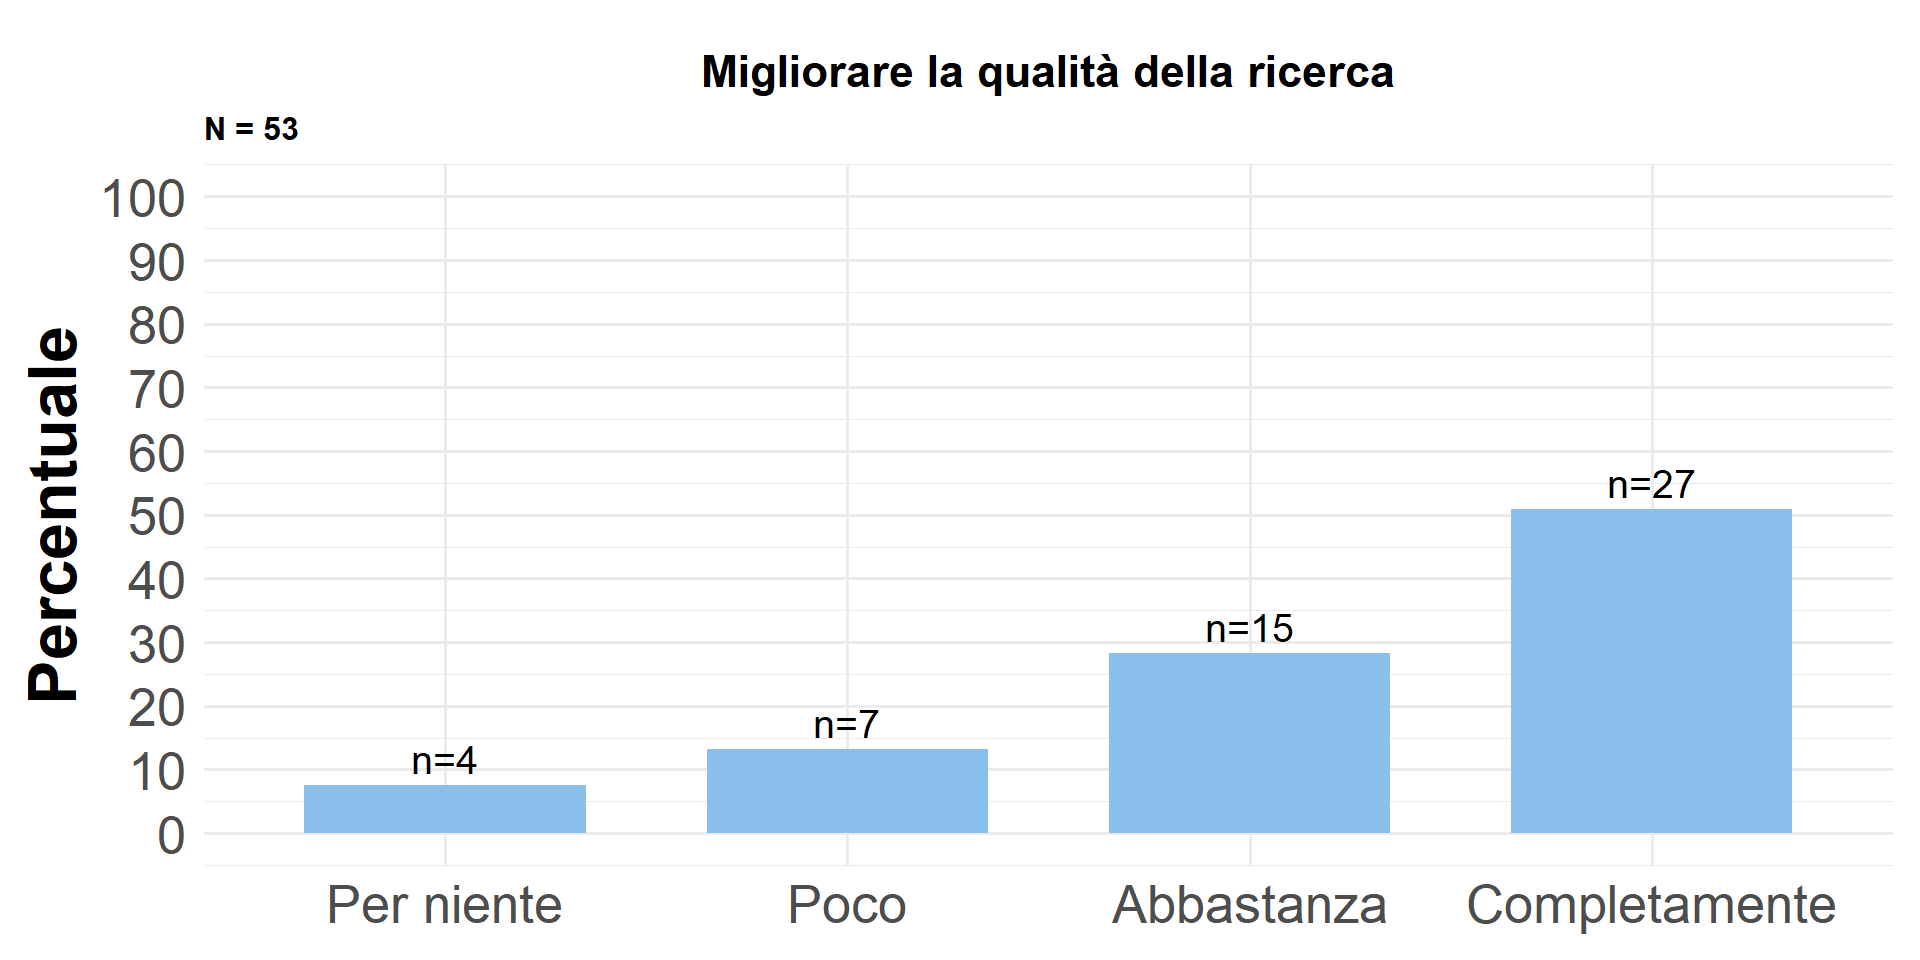 Migliorare la qualità della ricerca
N = 53
Percentuale
100
90
80
70
60
50
40
30
20
10
0
n=4
n=7
n=15
n=27
Per niente
Poco
Abbastanza
Completamente